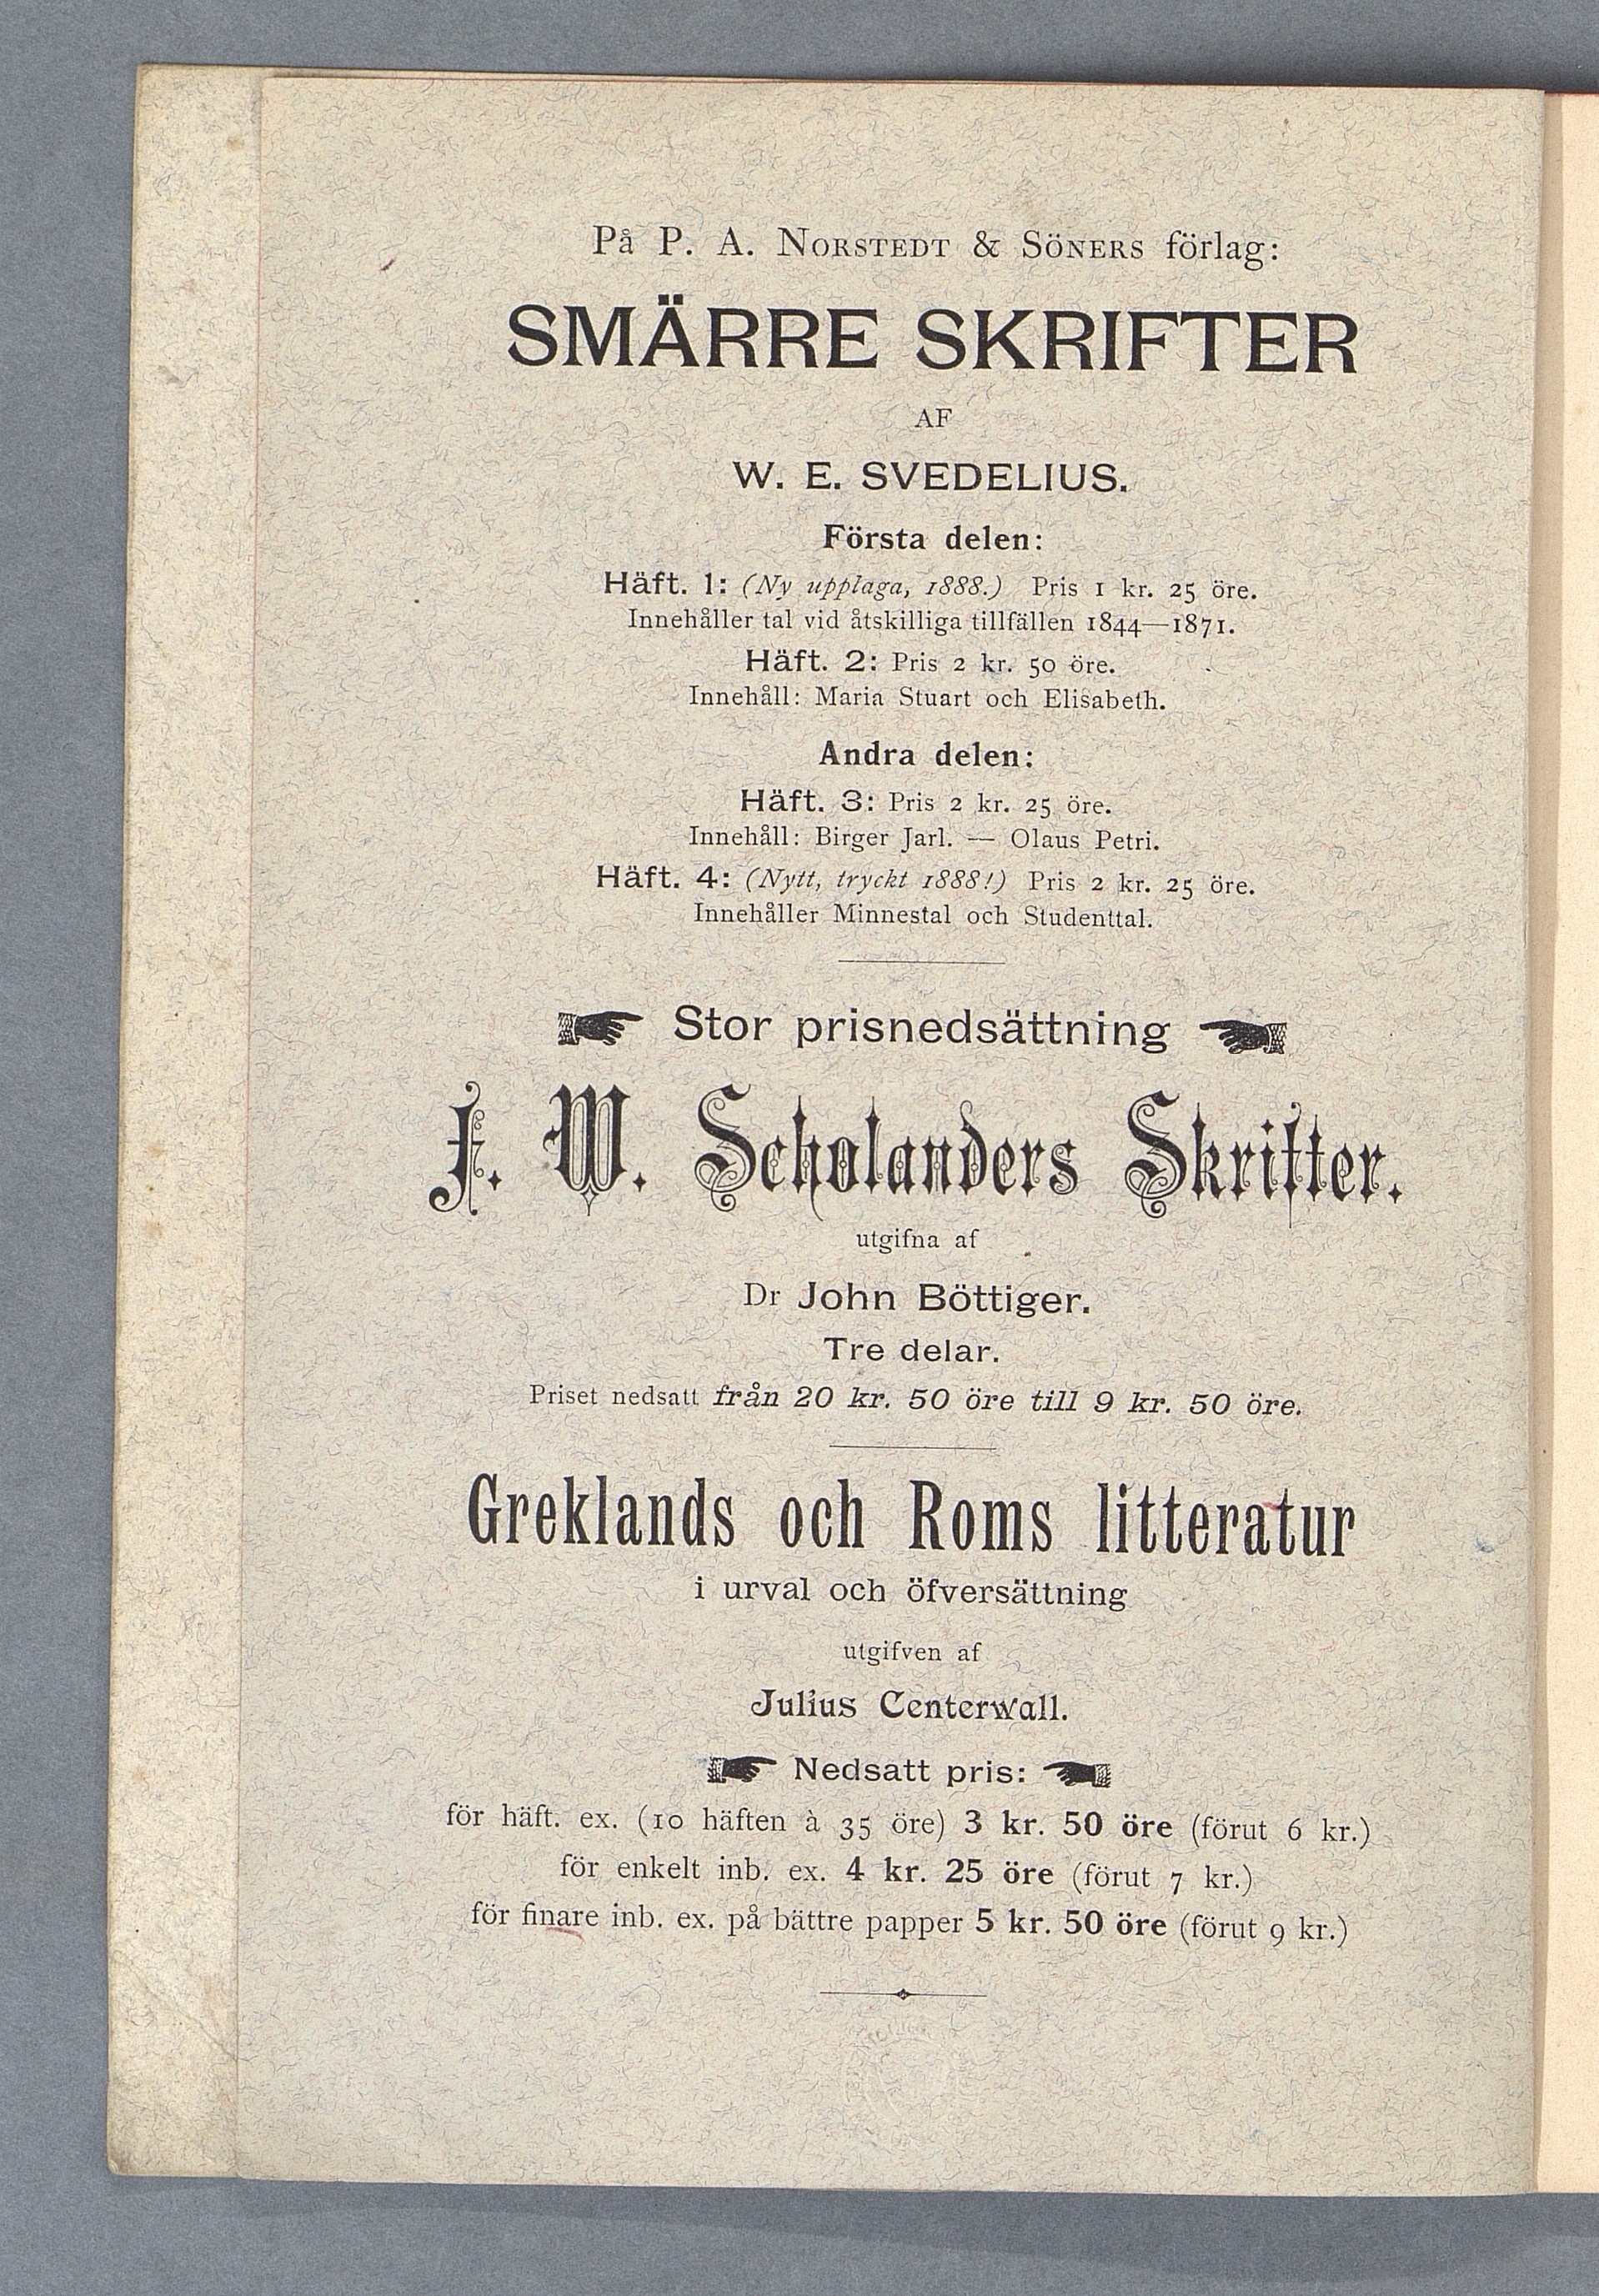 På P. A. NORSTEDT & SÖNERS förlag:
SMÄRRE SKRIFTER
AF
W. E. SVEDELIUS.
Första delen:
Häft. 1: (Ny upplaga, 1888.) Pris 1 kr. 25 öre.
Innehåller tal vid åtskilliga tillfällen 1844—1871.
Häft. 2: Pris 2 kr. 50 öre.
Innehåll: Maria Stuart och Elisabeth.
Andra delen:
Häft. 3: Pris 2 kr. 25 öre.
Innehåll: Birger Jarl. — Olaus Petri.
Häft. 4: (Nytt, tryckt 1888!) Pris 2 kr. 25 öre.
Innehåller Minnestal och Studenttal.
Stor prisnedsättning
F. W. Scholanders Skrifter.
utgifna af
Dr John Böttiger.
Tre delar.
Priset nedsatt från 20 kr. 50 öre till 9 kr. 50 öre.
Greklands och Roms litteratur
i urval och öfversättning
utgifven af
Julius Centerwall.
Nedsatt pris:
för häft. ex. (10 häften à 35 öre) 3 kr. 50 öre (förut 6 kr.)
för enkelt inb. ex. 4 kr. 25 öre (förut 7 kr.)
för finare inb. ex. på bättre papper 5 kr. 50 öre (förut 9 kr.)